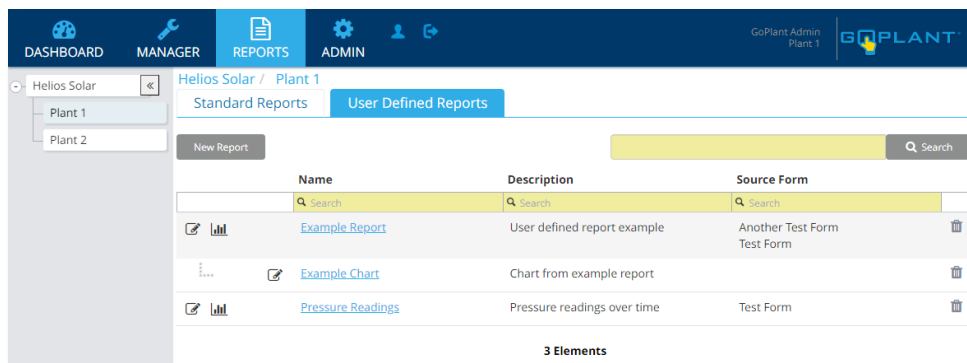 DASHBOARD MANAGER REPORTS ADMIN
GoPlant Admin
Plant 1
GOPLANT
Helios Solar
Plant 1
Plant 2
Helios Solar / Plant 1
Standard Reports User Defined Reports
New Report Search
Name Description Source Form
Search Search Search
Example Report User defined report example Another Test Form
Test Form
Example Chart Chart from example report
Pressure Readings Pressure readings over time Test Form
3 Elements